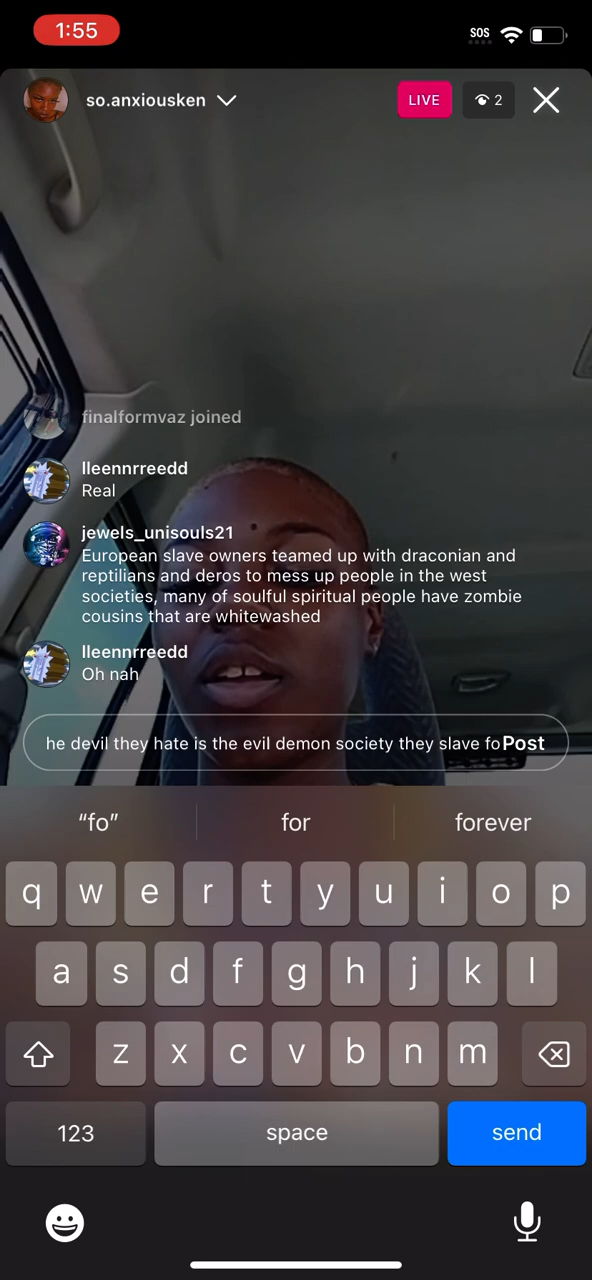 1:55
SOS
so.anxiousken
LIVE
2
finalformvaz joined
lleennrreedd
Real
jewels_unisouls21
European slave owners teamed up with draconian and
reptilians and deros to mess up people in the west
societies, many of soulful spiritual people have zombie
cousins that are whitewashed
lleennrreedd
Oh nah
he devil they hate is the evil demon society they slave fo Post
“fo” for forever
q w e r t y u i o p
a s d f g h j k l
z x c v b n m
123 space send